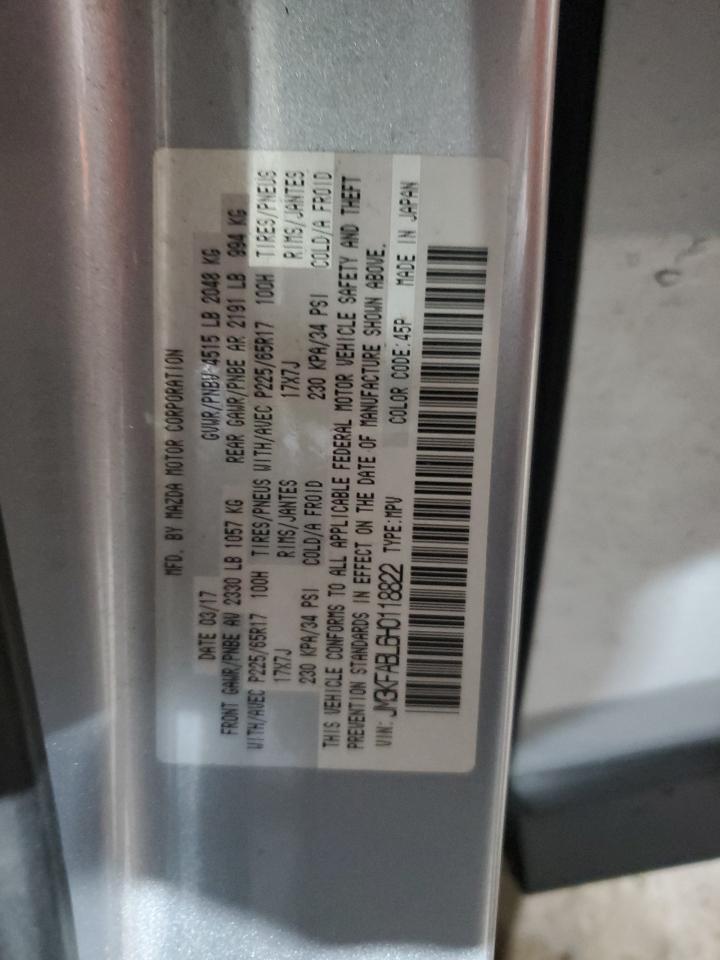 MFD. BY MAZDA MOTOR CORPORATION
DATE 03/17 GVWR/PNBV 4515 LB 2048 KG
FRONT GAWR/PNBE AV 2330 LB 1057 KG REAR GAWR/PNBE AR 2191 LB 994 KG
WITH/AVEC P225/65R17 100H TIRES/PNEUS WITH/AVEC P225/65R17 100H TIRES/PNEUS
17X7J RIMS/JANTES 17X7J RIMS/JANTES
230 KPA/34 PSI COLD/A FROID 230 KPA/34 PSI COLD/A FROID
THIS VEHICLE CONFORMS TO ALL APPLICABLE FEDERAL MOTOR VEHICLE SAFETY AND THEFT
PREVENTION STANDARDS IN EFFECT ON THE DATE OF MANUFACTURE SHOWN ABOVE.
VIN: JM3KFABL6H0118822 TYPE:MPV COLOR CODE:45P MADE IN JAPAN